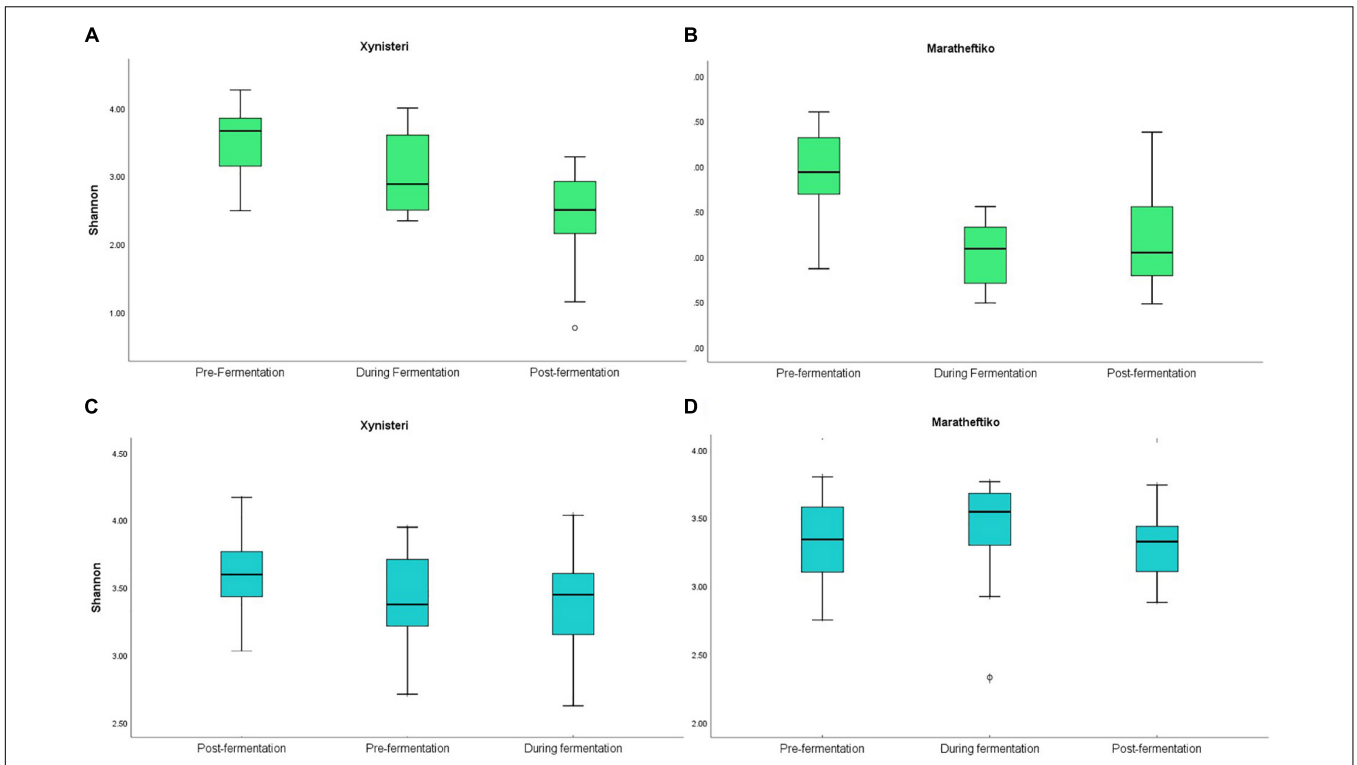 A
Xynisteri
Shannon
4.00
3.00
2.00
1.00
Pre-Fermentation During Fermentation Post-fermentation
B
Maratheftiko
.00
.50
.00
.50
.00
.50
.00
Pre-fermentation During Fermentation Post-fermentation
C
Xynisteri
Shannon
4.50
4.00
3.50
3.00
2.50
Post-fermentation Pre-fermentation During fermentation
D
Maratheftiko
4.00
3.50
3.00
2.50
2.00
Pre-fermentation During fermentation Post-fermentation